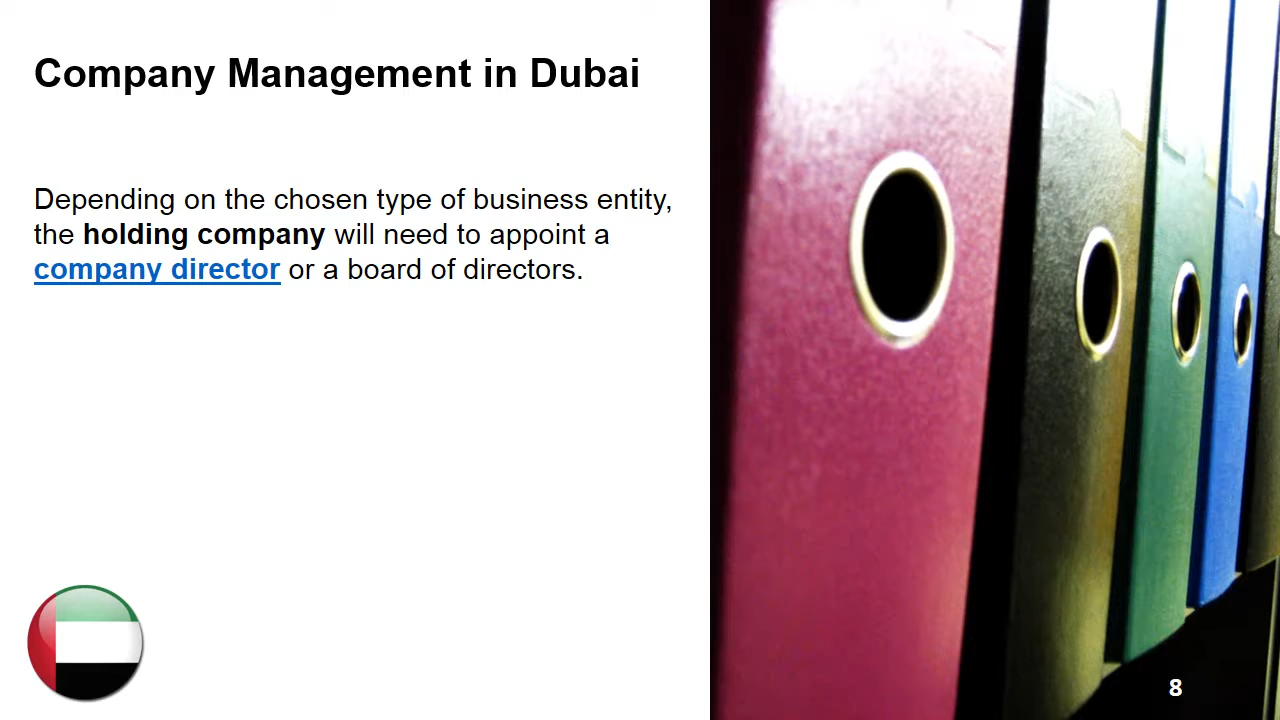 Company Management in Dubai
Depending on the chosen type of business entity,
the holding company will need to appoint a
company director or a board of directors.
8